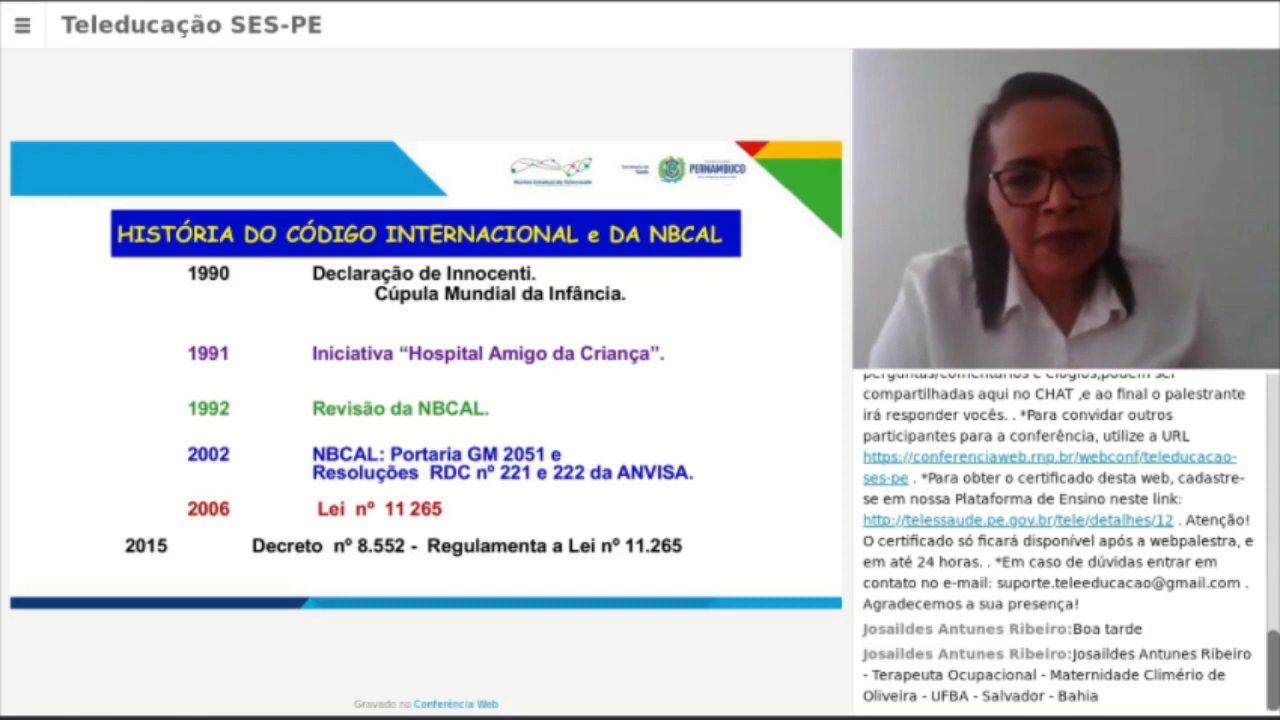 Teleducação SES-PE
PERNAMBUCO
HISTÓRIA DO CÓDIGO INTERNACIONAL e DA NBCAL
1990 Declaração de Innocenti.
Cúpula Mundial da Infância.
1991 Iniciativa “Hospital Amigo da Criança”.
1992 Revisão da NBCAL.
2002 NBCAL: Portaria GM 2051 e
Resoluções RDC nº 221 e 222 da ANVISA.
2006 Lei nº 11 265
2015 Decreto nº 8.552 - Regulamenta a Lei nº 11.265
Gravado no Conferência Web
perguntas/comentários e elogios,podem ser
compartilhadas aqui no CHAT ,e ao final o palestrante
irá responder vocês. . *Para convidar outros
participantes para a conferência, utilize a URL
https://conferenciaweb.rnp.br/webconf/teleducacao-
ses-pe . *Para obter o certificado desta web, cadastre-
se em nossa Plataforma de Ensino neste link:
http://telessaude.pe.gov.br/tele/detalhes/12 . Atenção!
O certificado só ficará disponível após a webpalestra, e
em até 24 horas. . *Em caso de dúvidas entrar em
contato no e-mail: suporte.teleeducacao@gmail.com .
Agradecemos a sua presença!
Josaildes Antunes Ribeiro:Boa tarde
Josaildes Antunes Ribeiro:Josaildes Antunes Ribeiro
- Terapeuta Ocupacional - Maternidade Climério de
Oliveira - UFBA - Salvador - Bahia